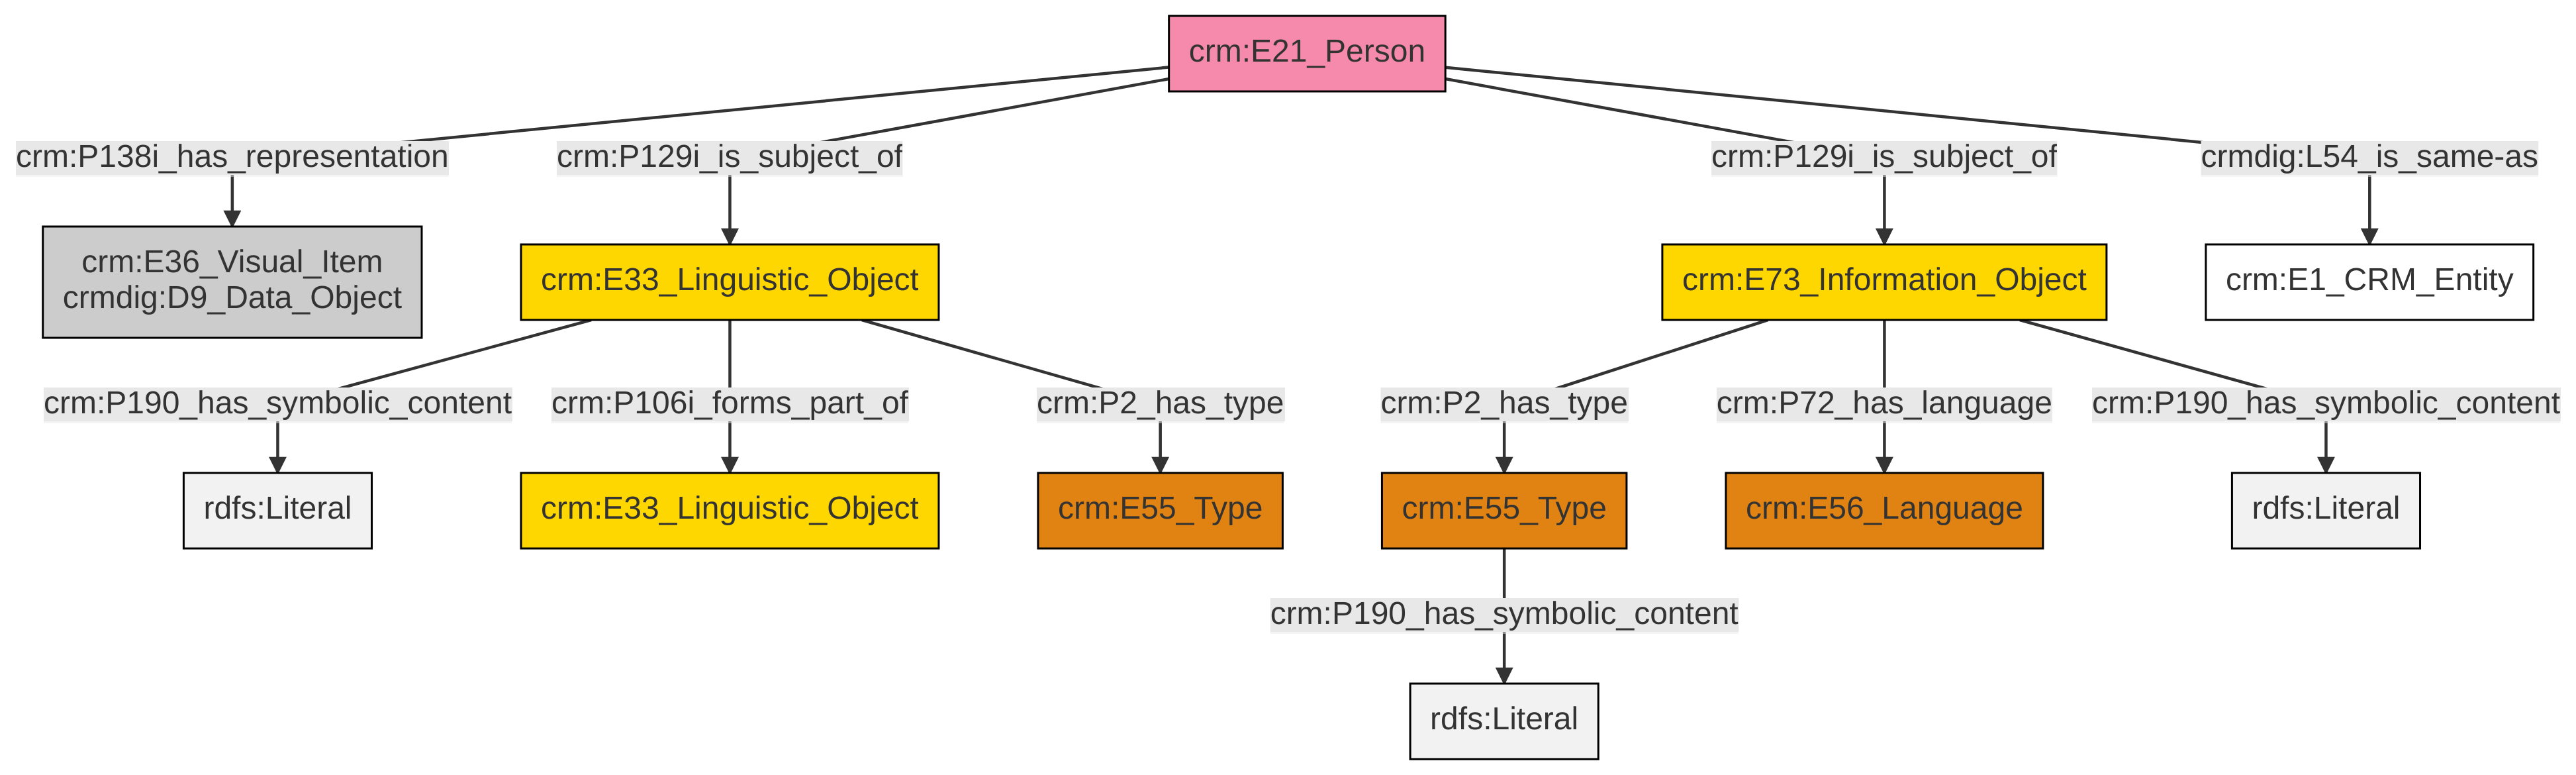 crm:E21_Person
crm:P138i_has_representation
crm:P129i_is_subject_of
crm:P129i_is_subject_of
crmdig:L54_is_same-as
crm:E36_Visual_Item
crmdig:D9_Data_Object
crm:E33_Linguistic_Object
crm:E73_Information_Object
crm:E1_CRM_Entity
crm:P190_has_symbolic_content
crm:P106i_forms_part_of
crm:P2_has_type
crm:P2_has_type
crm:P72_has_language
crm:P190_has_symbolic_content
rdfs:Literal
crm:E33_Linguistic_Object
crm:E55_Type
crm:E55_Type
crm:E56_Language
rdfs:Literal
crm:P190_has_symbolic_content
rdfs:Literal